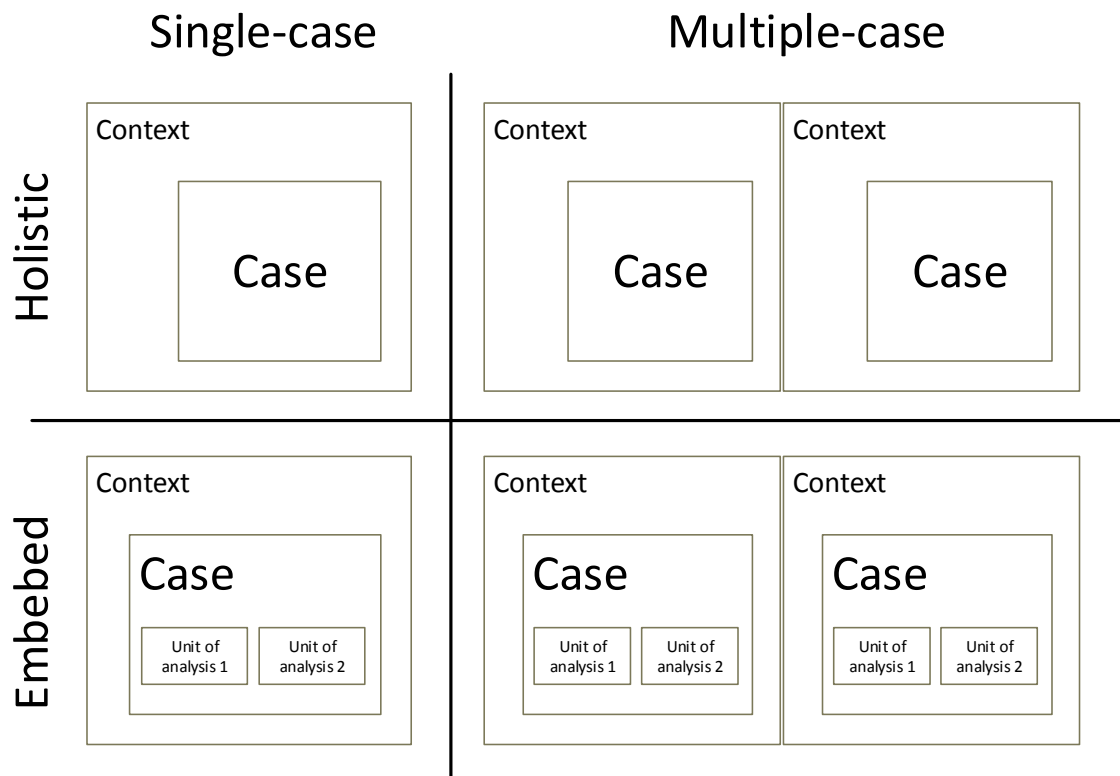 Single-case
Multiple-case
Holistic
Context
Case
Context
Case
Context
Case
Embebed
Context
Case
Unit of
analysis 1
Unit of
analysis 2
Context
Case
Unit of
analysis 1
Unit of
analysis 2
Context
Case
Unit of
analysis 1
Unit of
analysis 2